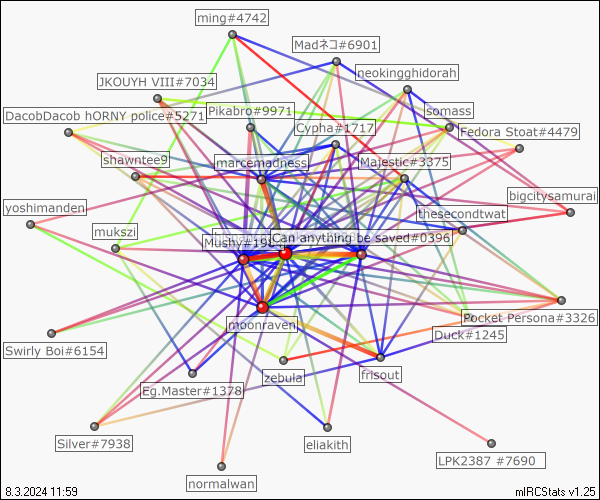 ming#4742
Madネコ#6901
neokingghidorah
JKOUYH VIII#7034
somass
DacobDacob hORNY police#5271
Pikabro#9971
Cypha#1717
Fedora Stoat#4479
shawntee9
marcemadness
Majestic#3375
bigcitysamurai
yoshimanden
thesecondtwat
mukszi
Mushy#198
Can anything be saved#0396
moonraven
Pocket Persona#3326
Duck#1245
Swirly Boi#6154
zebula
frisout
Eg.Master#1378
Silver#7938
eliakith
LPK2387 #7690
normalwan
8.3.2024 11:59
mIRCStats v1.25